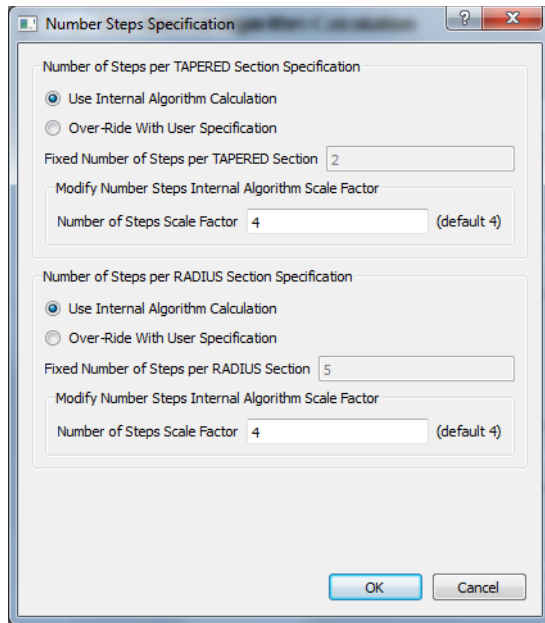 Number Steps Specification
Number of Steps per TAPERED Section Specification
Use Internal Algorithm Calculation
Over-Ride With User Specification
Fixed Number of Steps per TAPERED Section 2
Modify Number Steps Internal Algorithm Scale Factor
Number of Steps Scale Factor 4 (default 4)
Number of Steps per RADIUS Section Specification
Use Internal Algorithm Calculation
Over-Ride With User Specification
Fixed Number of Steps per RADIUS Section 5
Modify Number Steps Internal Algorithm Scale Factor
Number of Steps Scale Factor 4 (default 4)
OK Cancel